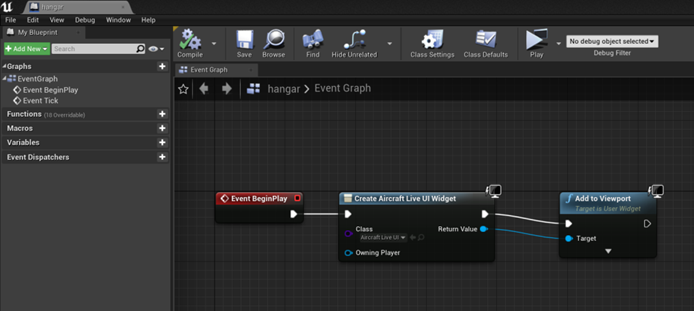 hangar
File Edit View Debug Window Help
My Blueprint
+ Add New
Search
Graphs
EventGraph
Event BeginPlay
Event Tick
Functions (18 Overridable)
Macros
Variables
Event Dispatchers
Compile
Save
Browse
Find
Hide Unrelated
Class Settings
Class Defaults
Play
No debug object selected
Debug Filter
Event Graph
hangar > Event Graph
Event BeginPlay
Create Aircraft Live UI Widget
Class
Aircraft Live UI
Return Value
Owning Player
Add to Viewport
Target is User Widget
Target